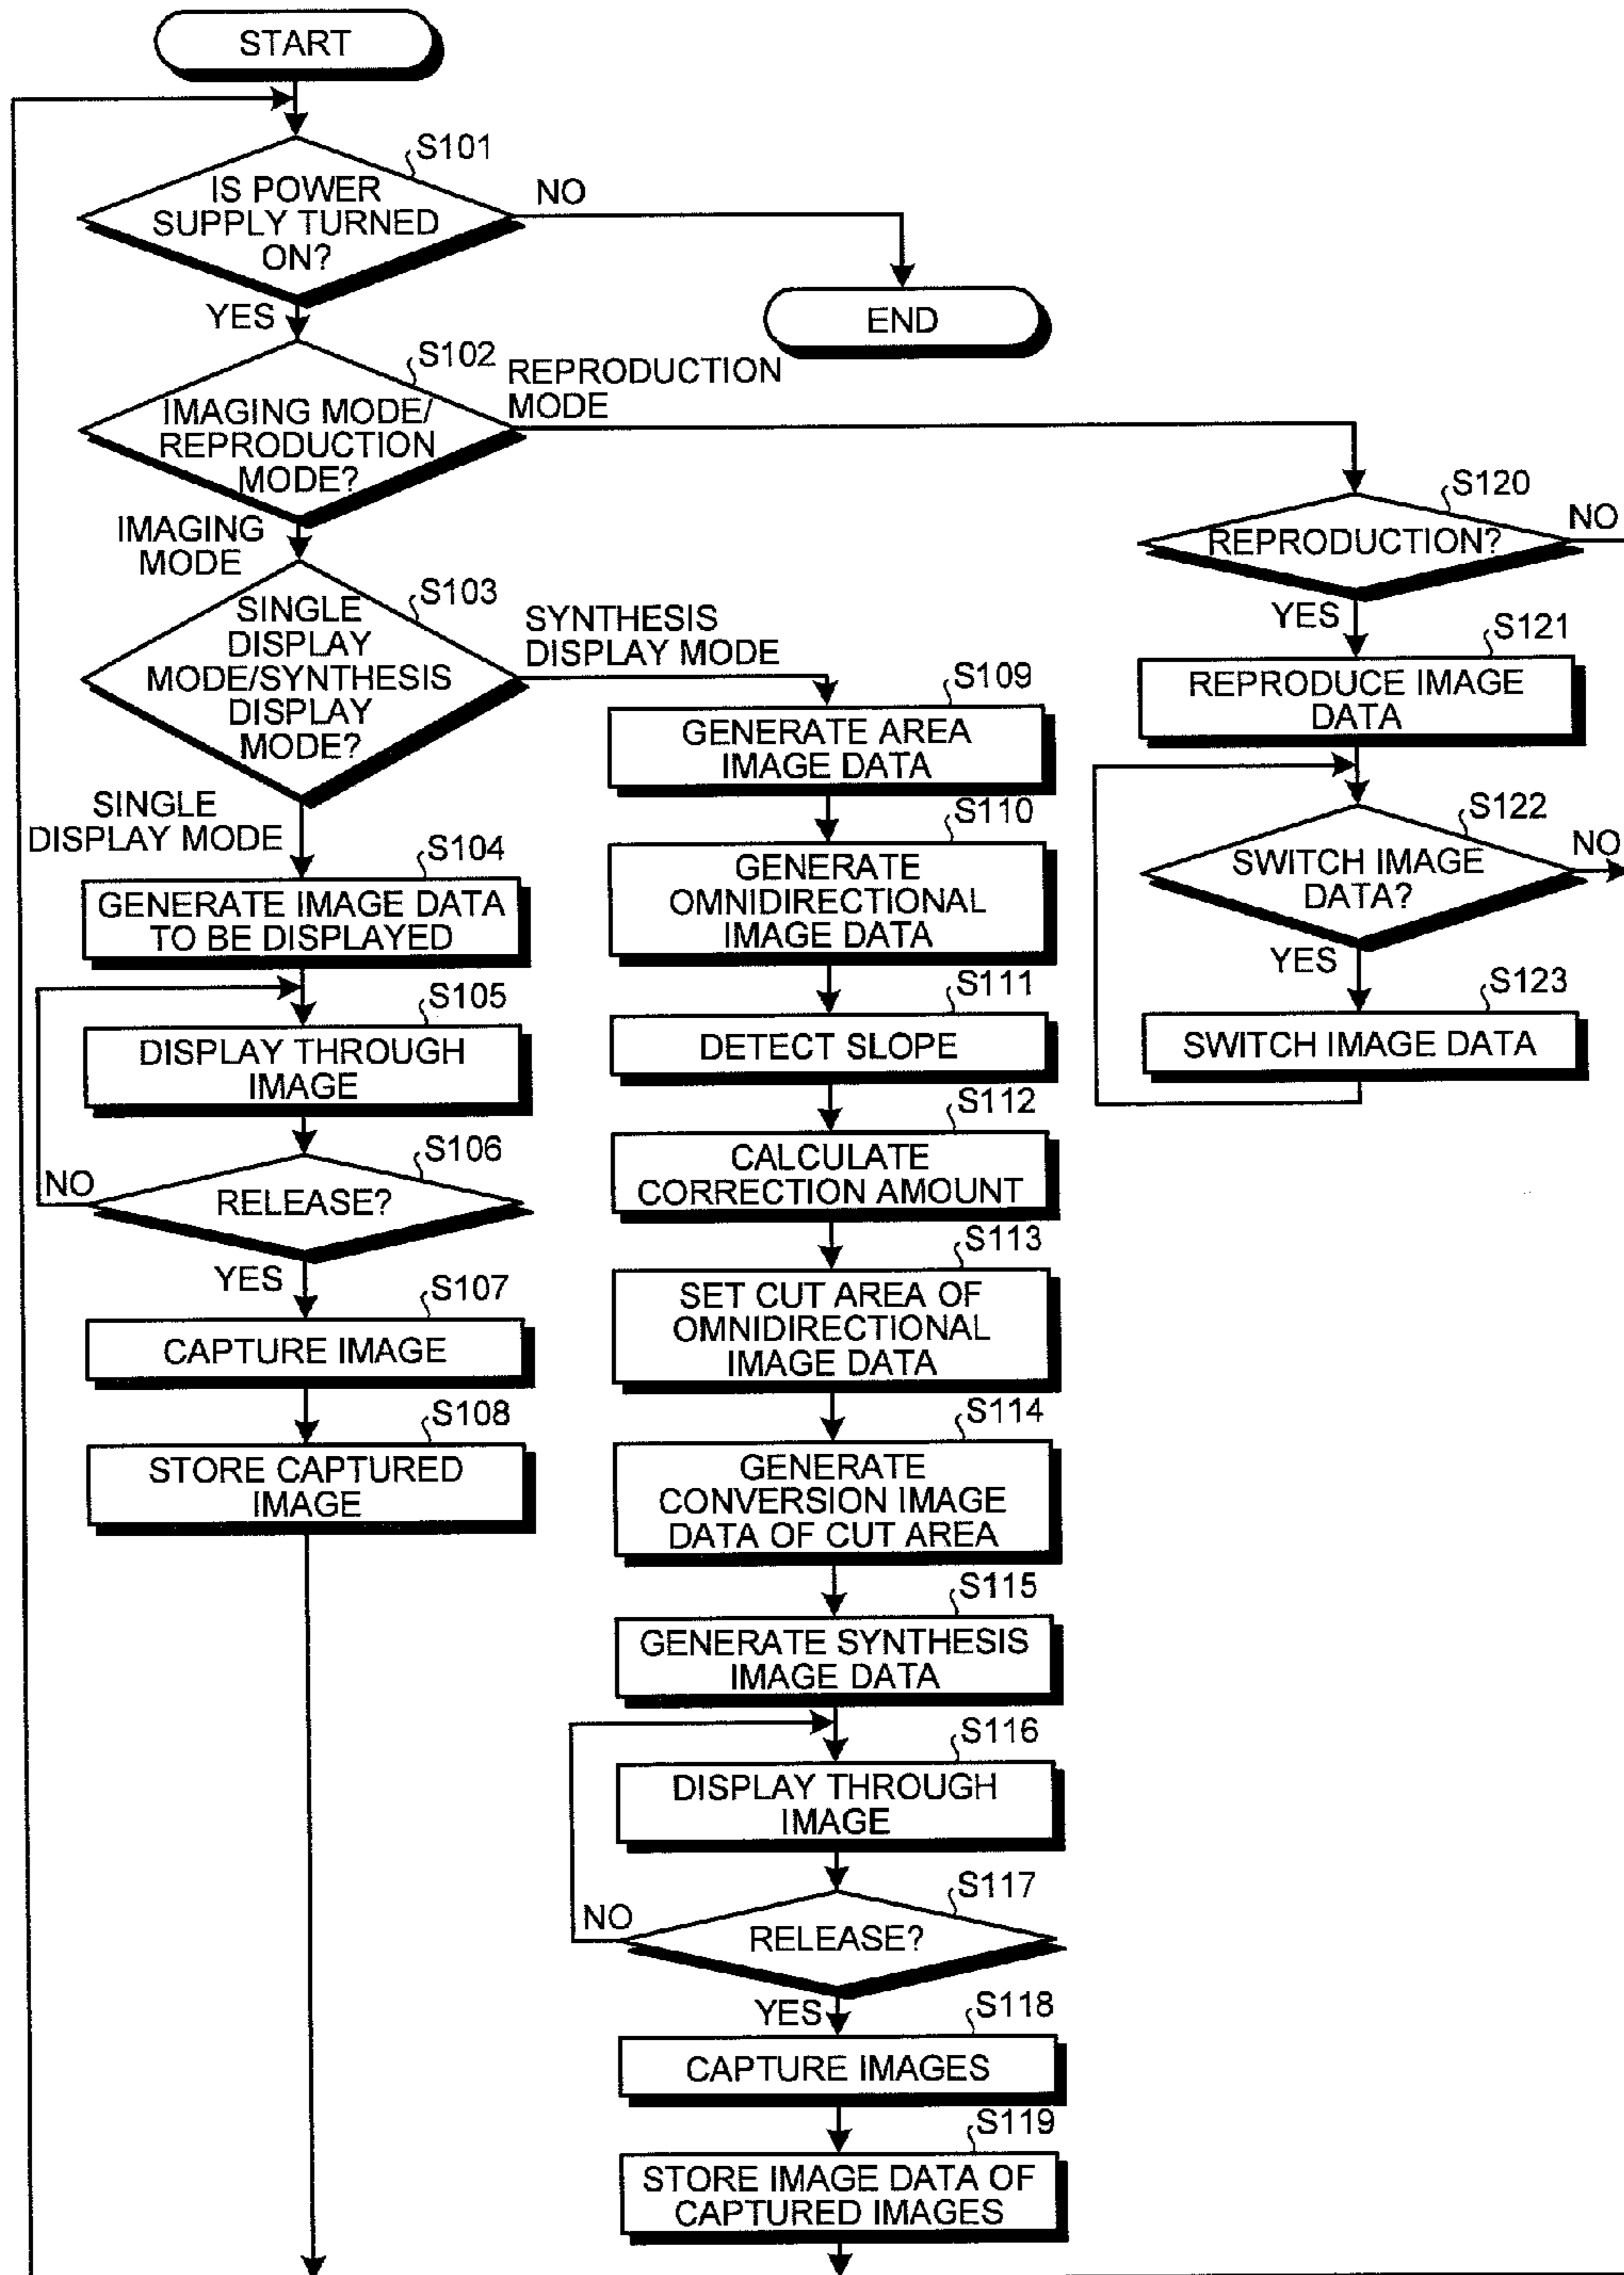 START
S101
IS POWER
SUPPLY TURNED
ON?
NO
END
YES
S102
REPRODUCTION
MODE
IMAGING MODE/
REPRODUCTION
MODE?
IMAGING
MODE
S103
SINGLE
DISPLAY
MODE/SYNTHESIS
DISPLAY
MODE?
SYNTHESIS
DISPLAY MODE
SINGLE
DISPLAY MODE
S104
GENERATE IMAGE DATA
TO BE DISPLAYED
S105
DISPLAY THROUGH
IMAGE
S106
NO
RELEASE?
YES
S107
CAPTURE IMAGE
S108
STORE CAPTURED
IMAGE
S109
GENERATE AREA
IMAGE DATA
S110
GENERATE
OMNIDIRECTIONAL
IMAGE DATA
S111
DETECT SLOPE
S112
CALCULATE
CORRECTION AMOUNT
S113
SET CUT AREA OF
OMNIDIRECTIONAL
IMAGE DATA
S114
GENERATE
CONVERSION IMAGE
DATA OF CUT AREA
S115
GENERATE SYNTHESIS
IMAGE DATA
S116
DISPLAY THROUGH
IMAGE
S117
NO
RELEASE?
YES
S118
CAPTURE IMAGES
S119
STORE IMAGE DATA OF
CAPTURED IMAGES
S120
NO
REPRODUCTION?
YES
S121
REPRODUCE IMAGE
DATA
S122
NO
SWITCH IMAGE
DATA?
YES
S123
SWITCH IMAGE DATA